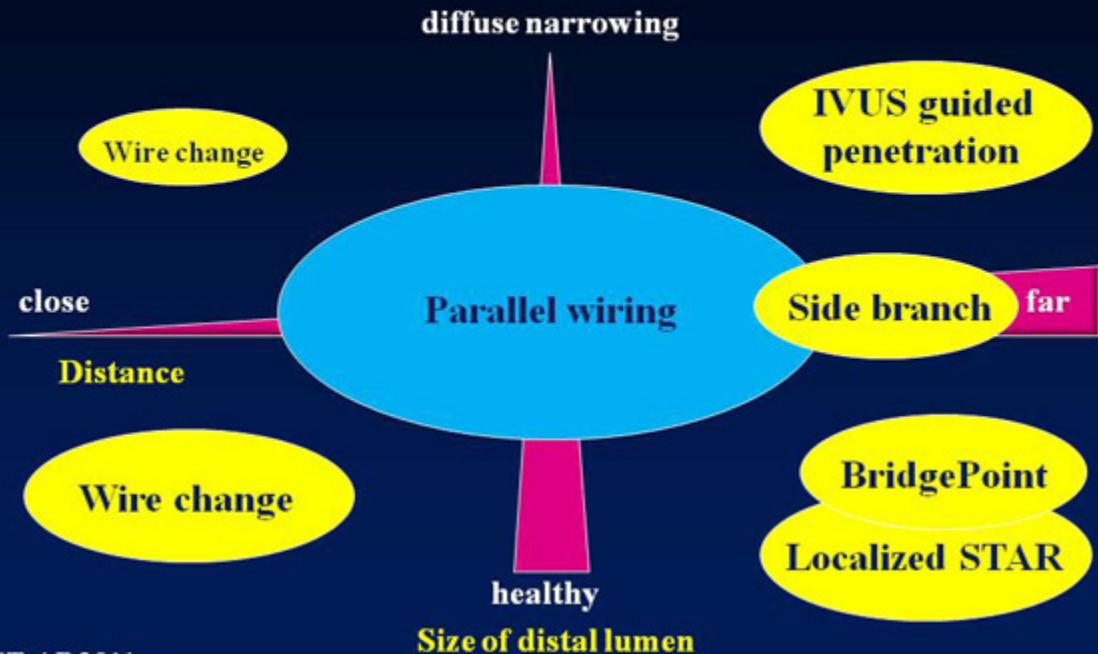 diffuse narrowing
IVUS guided
penetration
Wire change
close
Parallel wiring
Side branch
far
Distance
Wire change
BridgePoint
Localized STAR
healthy
Size of distal lumen